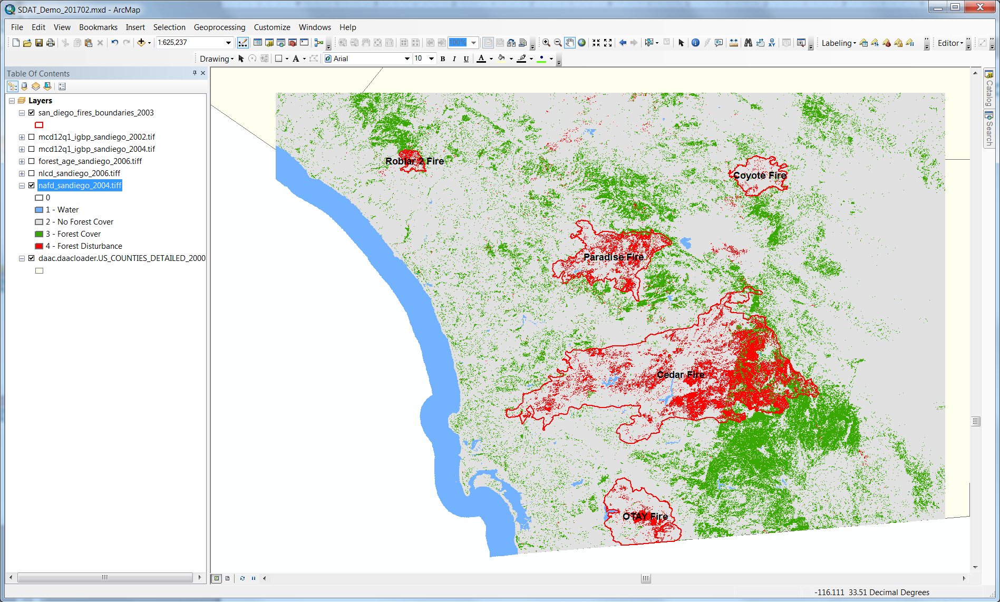 SDAT_Demo_201702.mxd - ArcMap
File Edit View Bookmarks Insert Selection Geoprocessing Customize Windows Help
1:625,237 100% Labeling Editor
Drawing A Arial 10 B I U A
Table Of Contents
Layers
san_diego_fires_boundaries_2003
mcd12q1_igbp_sandiego_2002.tif
mcd12q1_igbp_sandiego_2004.tif
forest_age_sandiego_2006.tiff
nlcd_sandiego_2006.tiff
nafd_sandiego_2004.tiff
0
1 - Water
2 - No Forest Cover
3 - Forest Cover
4 - Forest Disturbance
daac.daacloader.US_COUNTIES_DETAILED_2000
Roblar 2 Fire
Coyote Fire
Paradise Fire
Cedar Fire
OTAY Fire
Catalog
Search
-116.111 33.51 Decimal Degrees